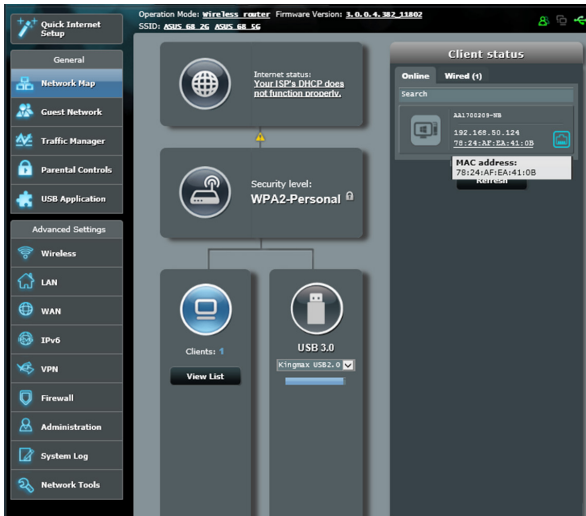 Quick Internet
Setup
Operation Mode: Wireless router Firmware Version: 3.0.0.4.382_11802
SSID: ASUS_68_2G ASUS_68_5G
General
Network Map
Guest Network
Traffic Manager
Parental Controls
USB Application
Advanced Settings
Wireless
LAN
WAN
IPv6
VPN
Firewall
Administration
System Log
Network Tools
Internet status:
Your ISP's DHCP does
not function properly.
Security level:
WPA2-Personal
Clients: 1
View List
USB 3.0
Kingmax USB2.0
Client status
Online Wired (1)
Search
AA1700209-NB
192.168.50.124
78:24:AF:EA:41:0B
MAC address:
78:24:AF:EA:41:0B
Refresh